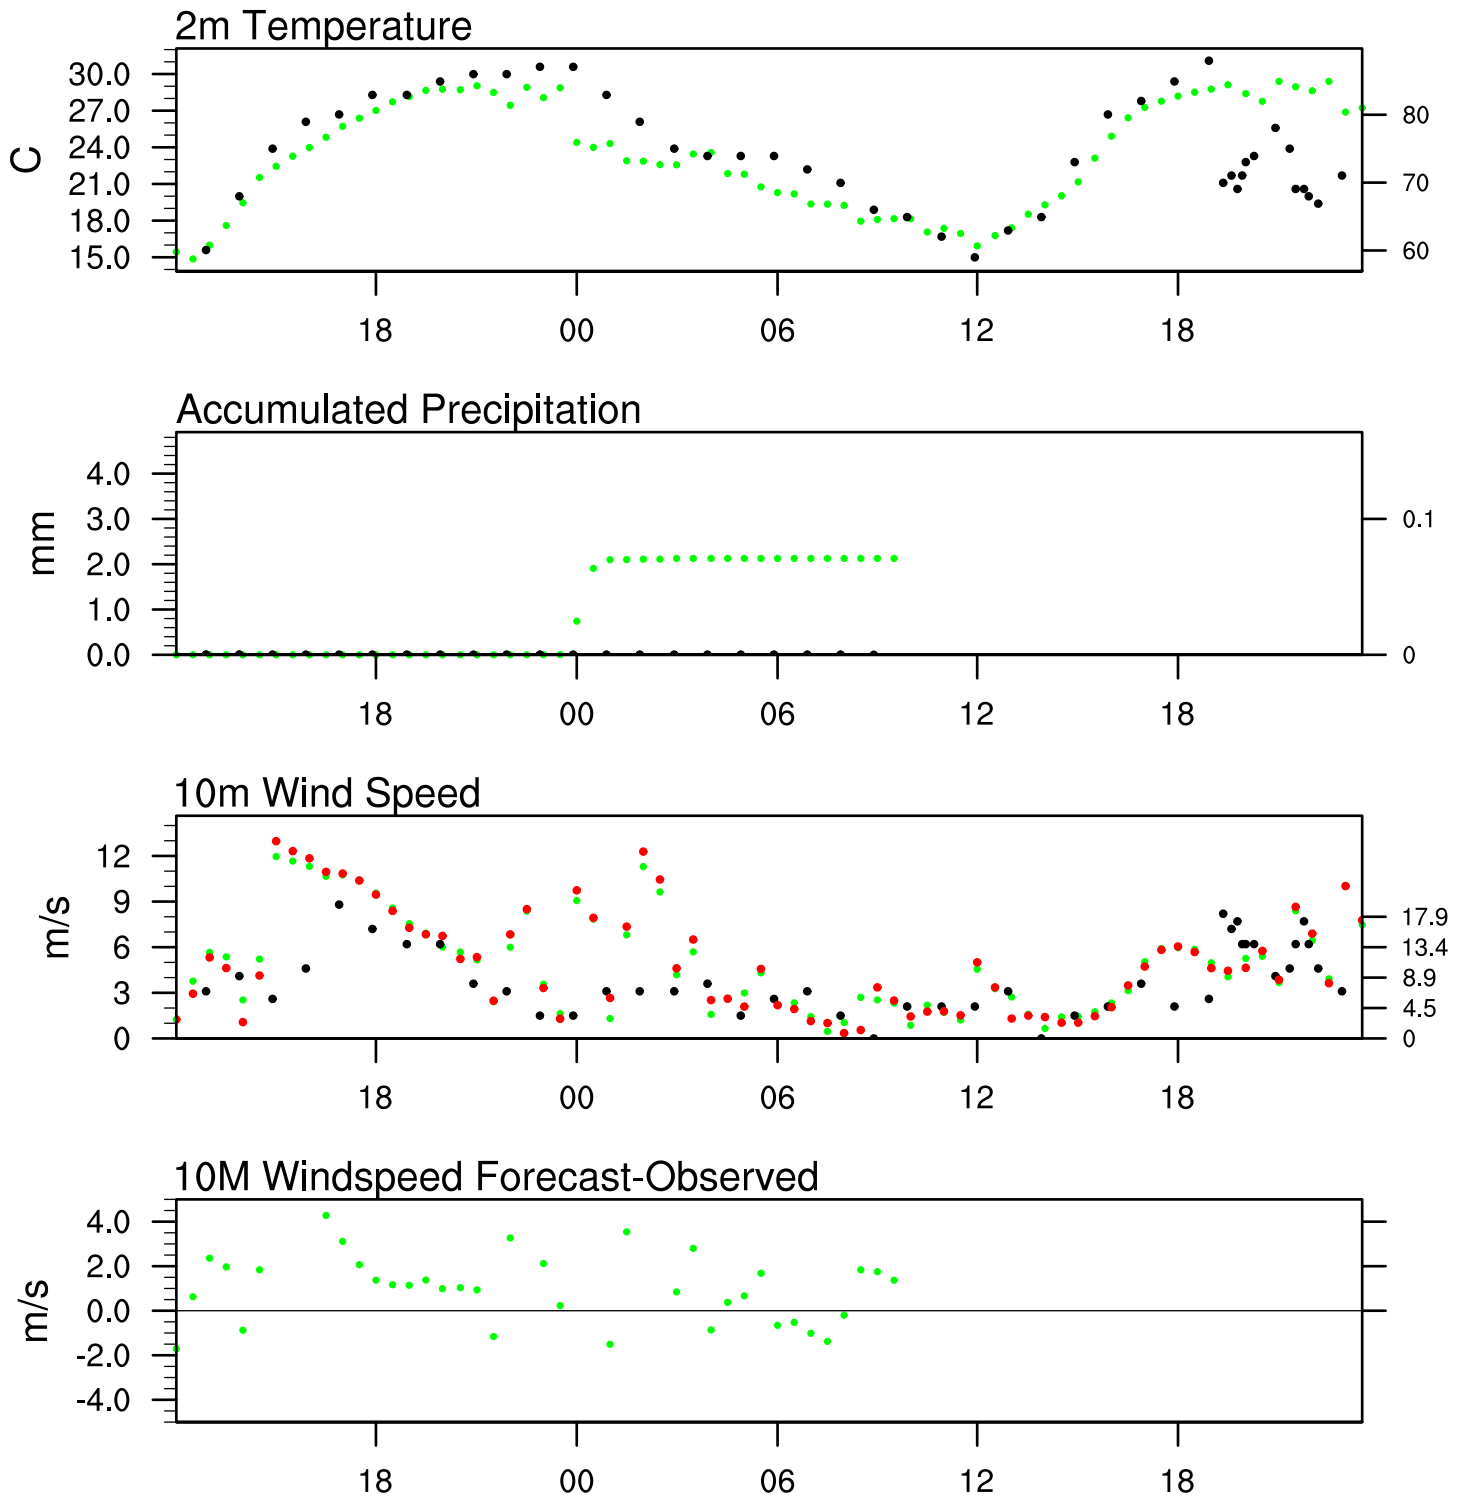 2m Temperature
30.0
27.0
24.0
21.0
18.0
15.0
C
80
70
60
18 00 06 12 18
Accumulated Precipitation
4.0
3.0
2.0
1.0
0.0
mm
0.1
0
18 00 06 12 18
10m Wind Speed
12
9
6
3
0
m/s
17.9
13.4
8.9
4.5
0
18 00 06 12 18
10M Windspeed Forecast-Observed
4.0
2.0
0.0
-2.0
-4.0
m/s
18 00 06 12 18